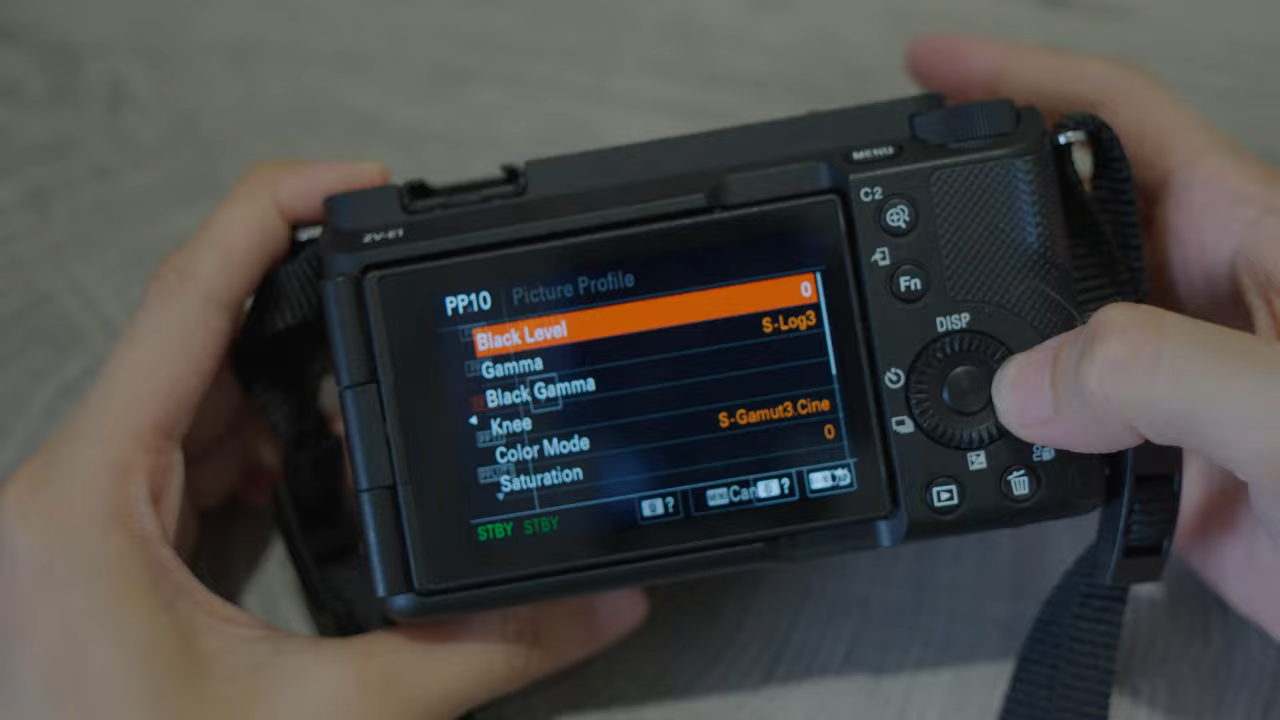 MENU
C2
ZV-E1
Fn
DISP
PP10 Picture Profile
Black Level 0
Gamma S-Log3
Black Gamma
Knee
Color Mode S-Gamut3.Cine
Saturation 0
?
?
STBY STBY